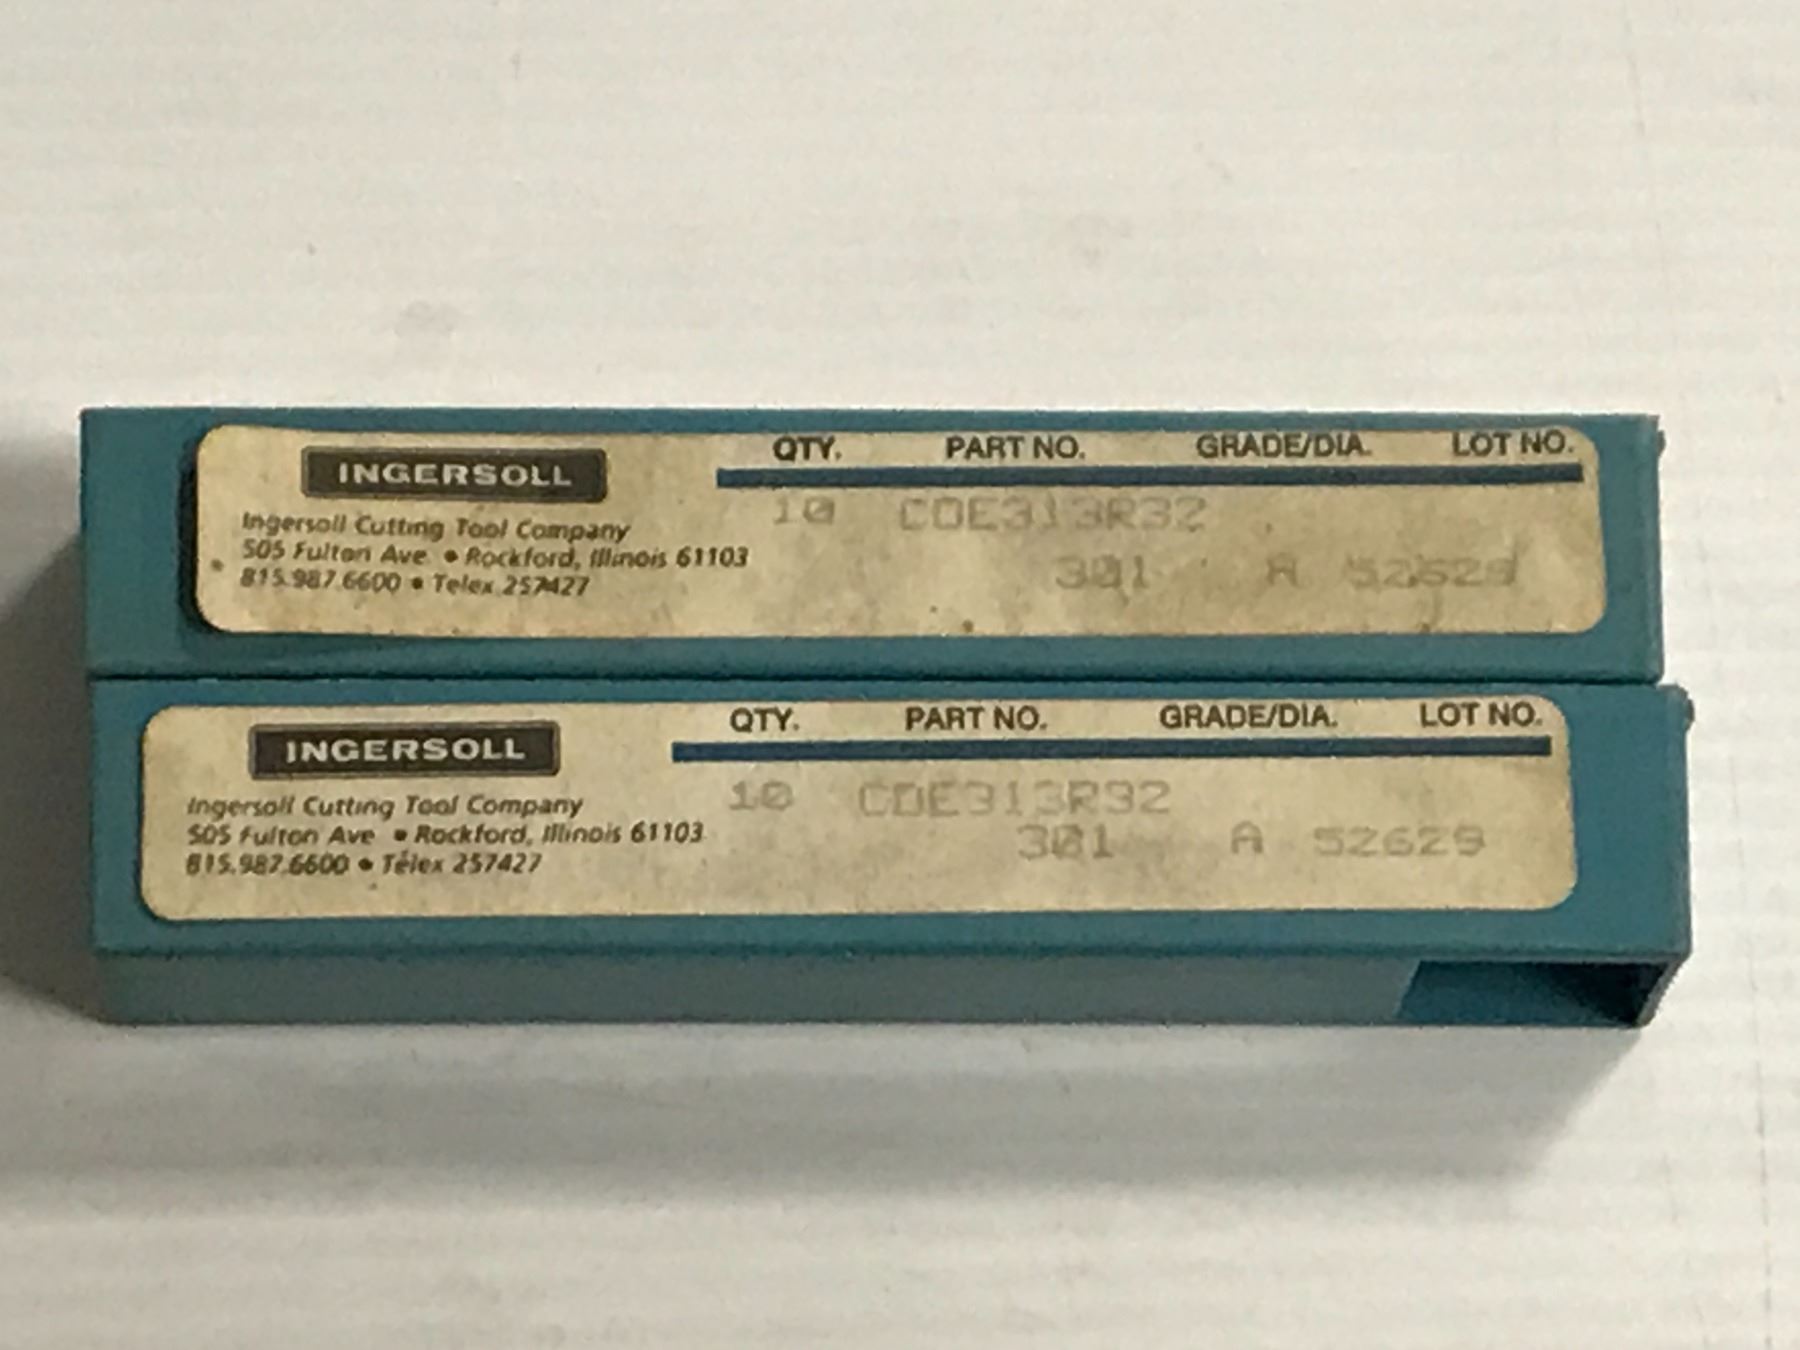 INGERSOLL
QTY. PART NO. GRADE/DIA. LOT NO.
Ingersoll Cutting Tool Company
505 Fulton Ave • Rockford, Illinois 61103
815.987.6600 • Telex 257427
10 CDE313R32
301 A 52629
INGERSOLL
QTY. PART NO. GRADE/DIA. LOT NO.
Ingersoll Cutting Tool Company
505 Fulton Ave • Rockford, Illinois 61103
815.987.6600 • Telex 257427
10 CDE313R32
301 A 52629